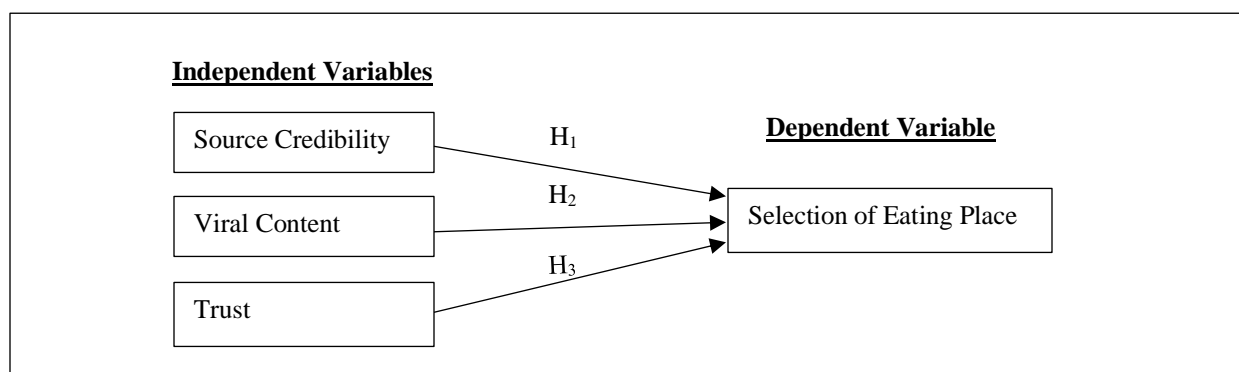 Independent Variables
Source Credibility
H₁
Dependent Variable
H₂
Selection of Eating Place
Viral Content
H₃
Trust